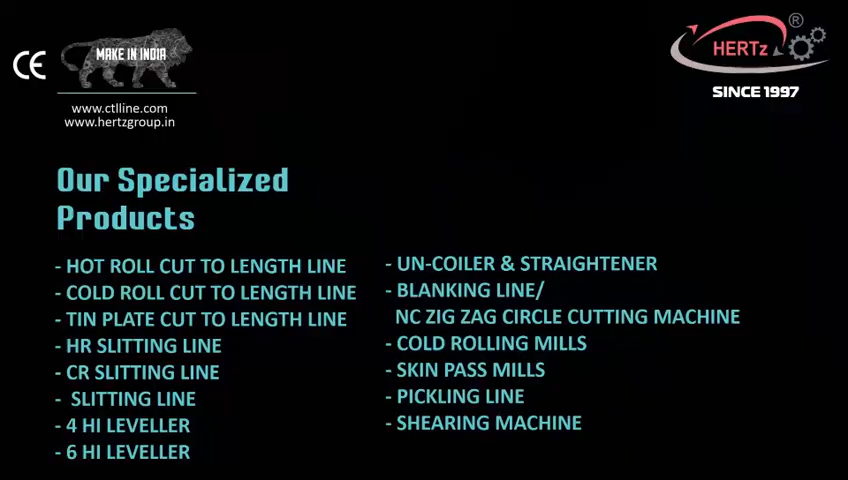 CE
MAKE IN INDIA
www.ctlline.com
www.hertzgroup.in
HERTz ®
SINCE 1997
Our Specialized
Products
- HOT ROLL CUT TO LENGTH LINE
- COLD ROLL CUT TO LENGTH LINE
- TIN PLATE CUT TO LENGTH LINE
- HR SLITTING LINE
- CR SLITTING LINE
- SLITTING LINE
- 4 HI LEVELLER
- 6 HI LEVELLER
- UN-COILER & STRAIGHTENER
- BLANKING LINE/
NC ZIG ZAG CIRCLE CUTTING MACHINE
- COLD ROLLING MILLS
- SKIN PASS MILLS
- PICKLING LINE
- SHEARING MACHINE